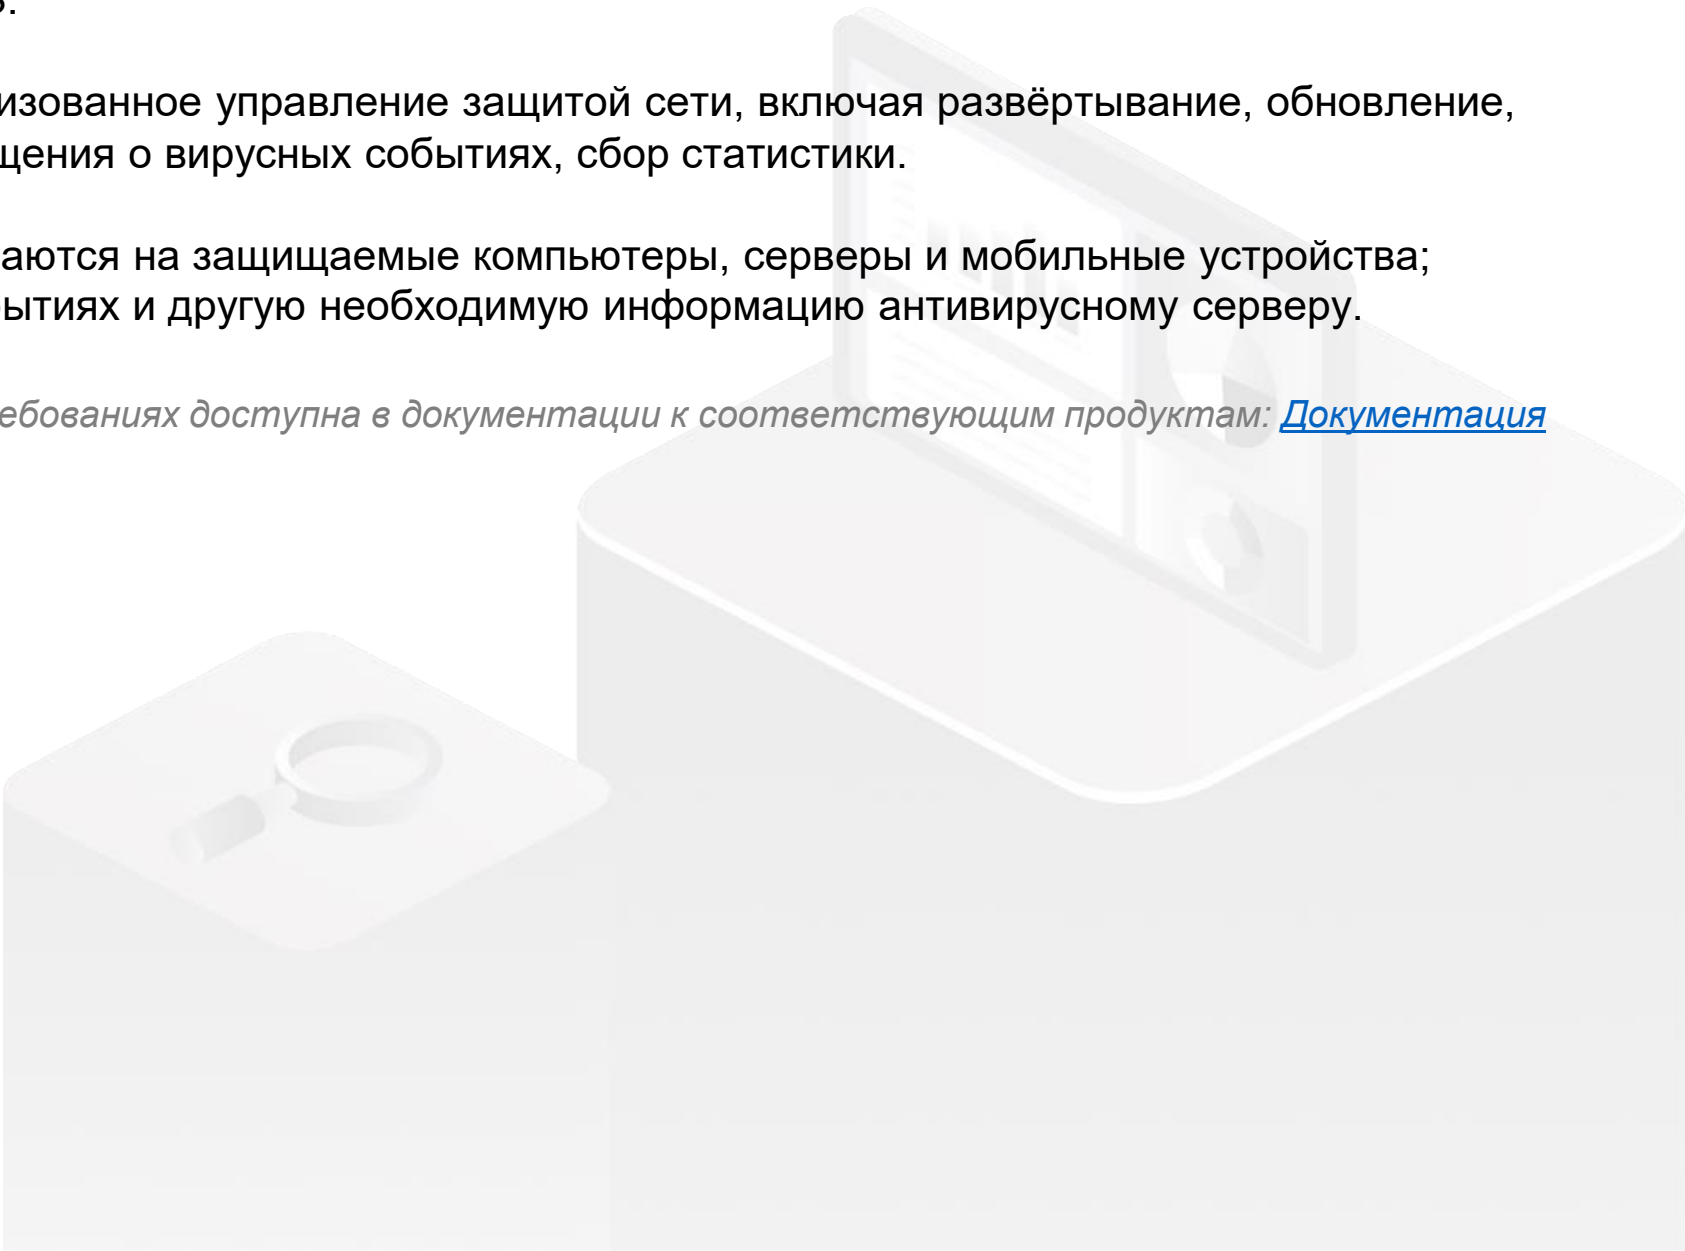 изованное управление защитой сети, включая развёртывание, обновление,
щения о вирусных событиях, сбор статистики.
аются на защищаемые компьютеры, серверы и мобильные устройства;
ытиях и другую необходимую информацию антивирусному серверу.
ебованиях доступна в документации к соответствующим продуктам: Документация